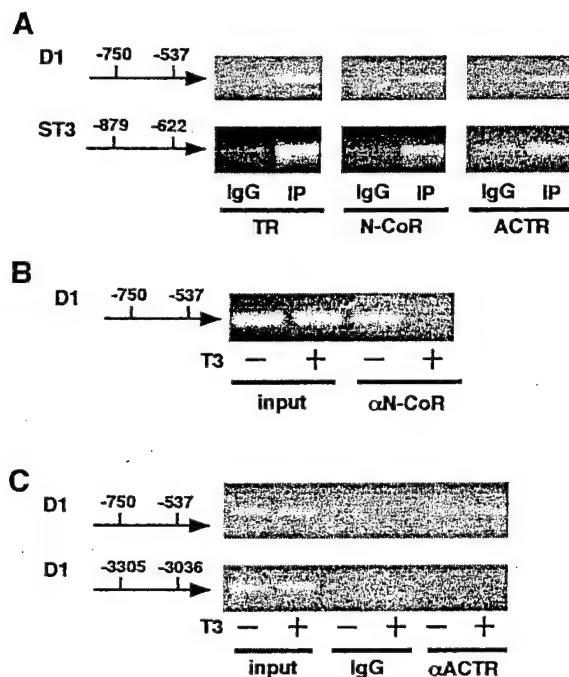 A
D1 -750 -537
ST3 -879 -622
IgG IP IgG IP IgG IP
TR N-CoR ACTR
B
D1 -750 -537
T3 − + − +
input αN-CoR
C
D1 -750 -537
D1 -3305 -3036
T3 − + − + − +
input IgG αACTR